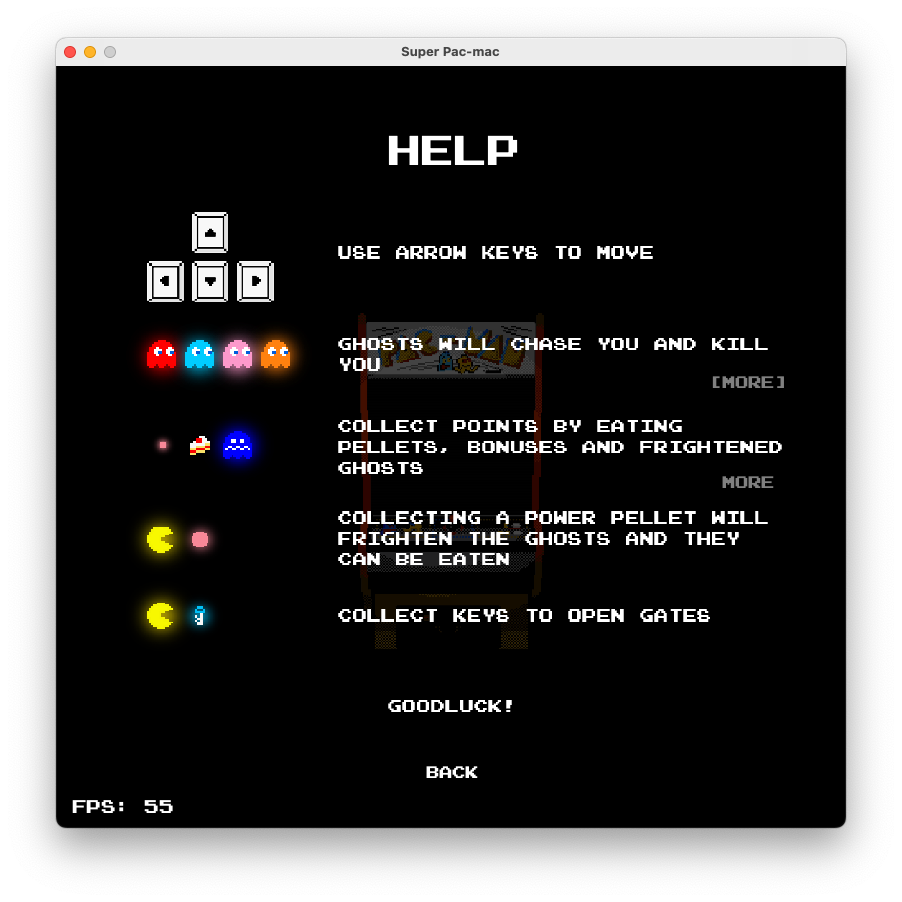 Super Pac-mac
HELP
USE ARROW KEYS TO MOVE
GHOSTS WILL CHASE YOU AND KILL
YOU
[MORE]
COLLECT POINTS BY EATING
PELLETS, BONUSES AND FRIGHTENED
GHOSTS
MORE
COLLECTING A POWER PELLET WILL
FRIGHTEN THE GHOSTS AND THEY
CAN BE EATEN
COLLECT KEYS TO OPEN GATES
GOODLUCK!
BACK
FPS: 55